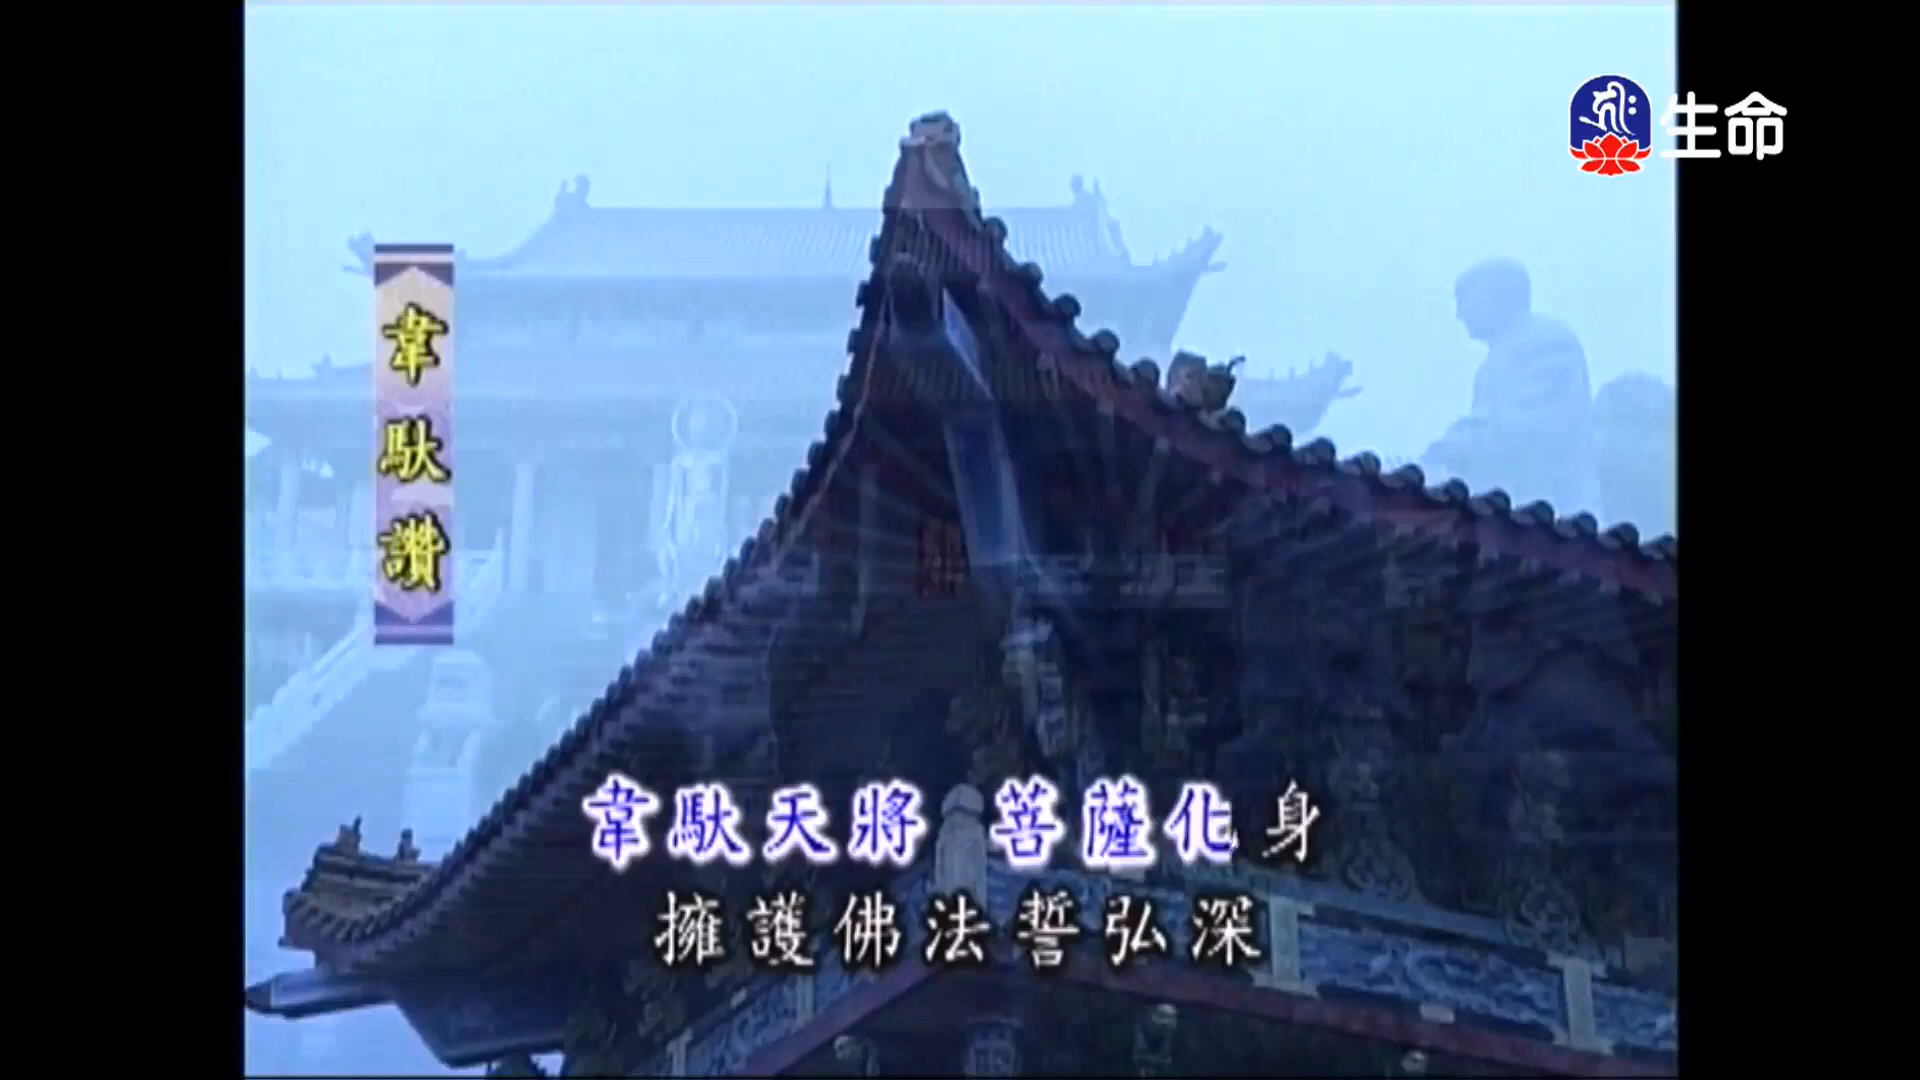 生命
韋馱讚
韋馱天將 菩薩化身
擁護佛法誓弘深